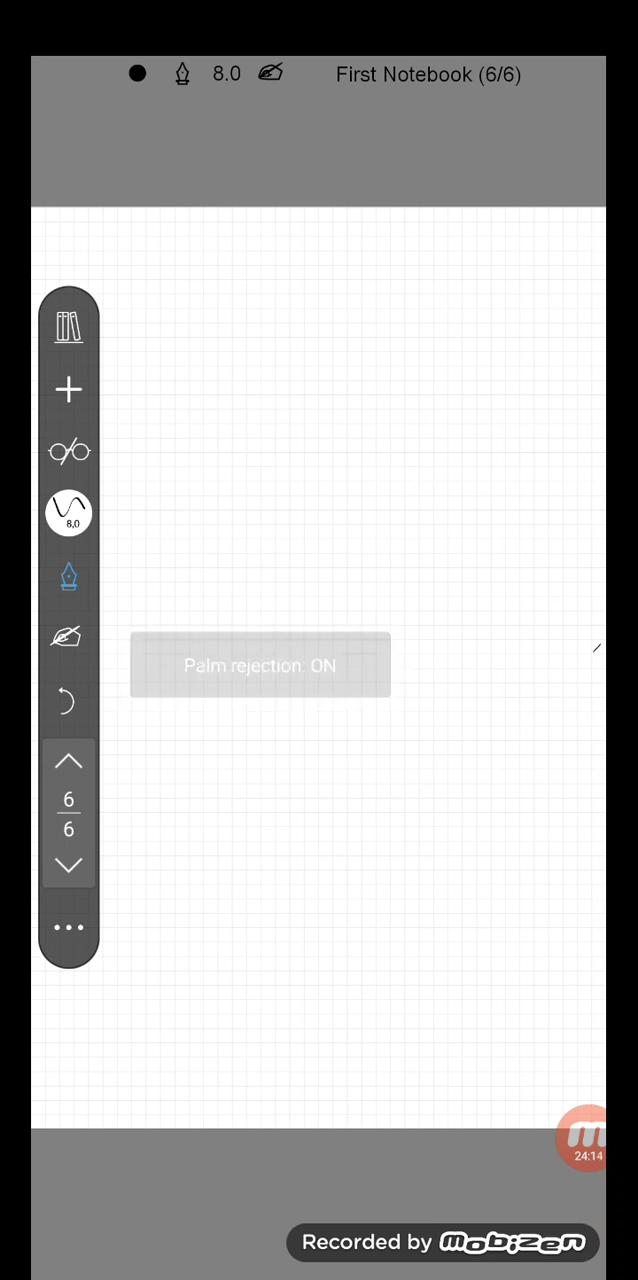 8.0 First Notebook (6/6)
8,0
Palm rejection: ON
6
6
m
24:14
Recorded by mobizen